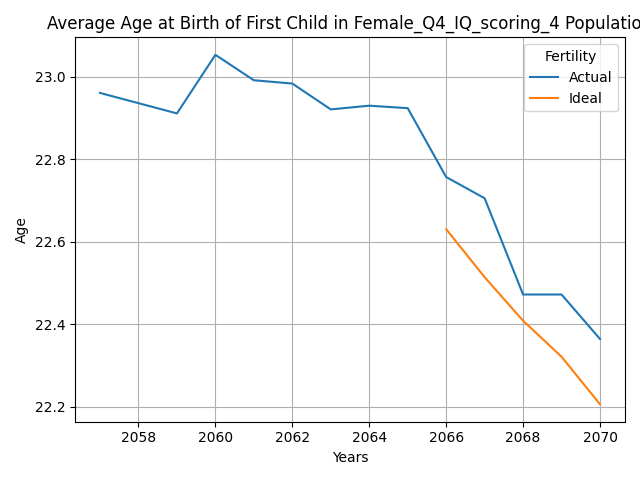 Average Age at Birth of First Child in Female_Q4_IQ_scoring_4 Populatio
Fertility
Actual
Ideal
23.0
22.8
22.6
22.4
22.2
Age
2058 2060 2062 2064 2066 2068 2070
Years